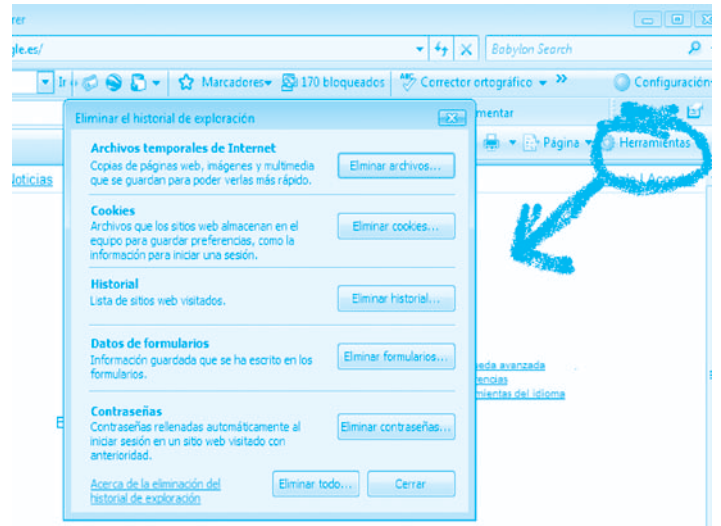 rer
gle.es/
Babylon Search
Ir
Marcadores
170 bloqueados
ABC Corrector ortográfico
Configuración
mentar
Página
Herramientas
Noticias
Eliminar el historial de exploración
Archivos temporales de Internet
Copias de páginas web, imágenes y multimedia
que se guardan para poder verlas más rápido.
Elminar archivos...
Cookies
Archivos que los sitios web almacenan en el
equipo para guardar preferencias, como la
información para iniciar una sesión.
Eliminar cookies...
Historial
Lista de sitios web visitados.
Eliminar historial...
Datos de formularios
Información guardada que se ha escrito en los
formularios.
Eliminar formularios...
Contraseñas
Contraseñas rellenadas automáticamente al
iniciar sesión en un sitio web visitado con
anterioridad.
Eliminar contraseñas...
Acerca de la eliminación del
historial de exploración
Eliminar todo...
Cerrar
eda avanzada
rencias
mientas del idioma